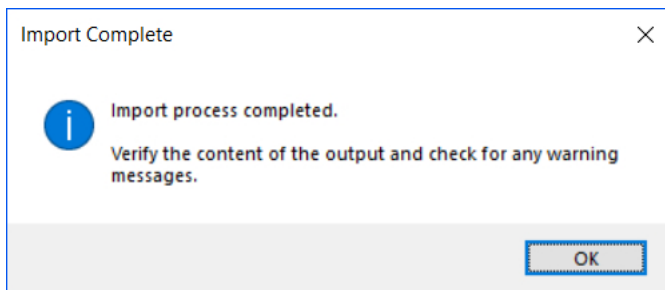 Import Complete
Import process completed.
Verify the content of the output and check for any warning
messages.
OK